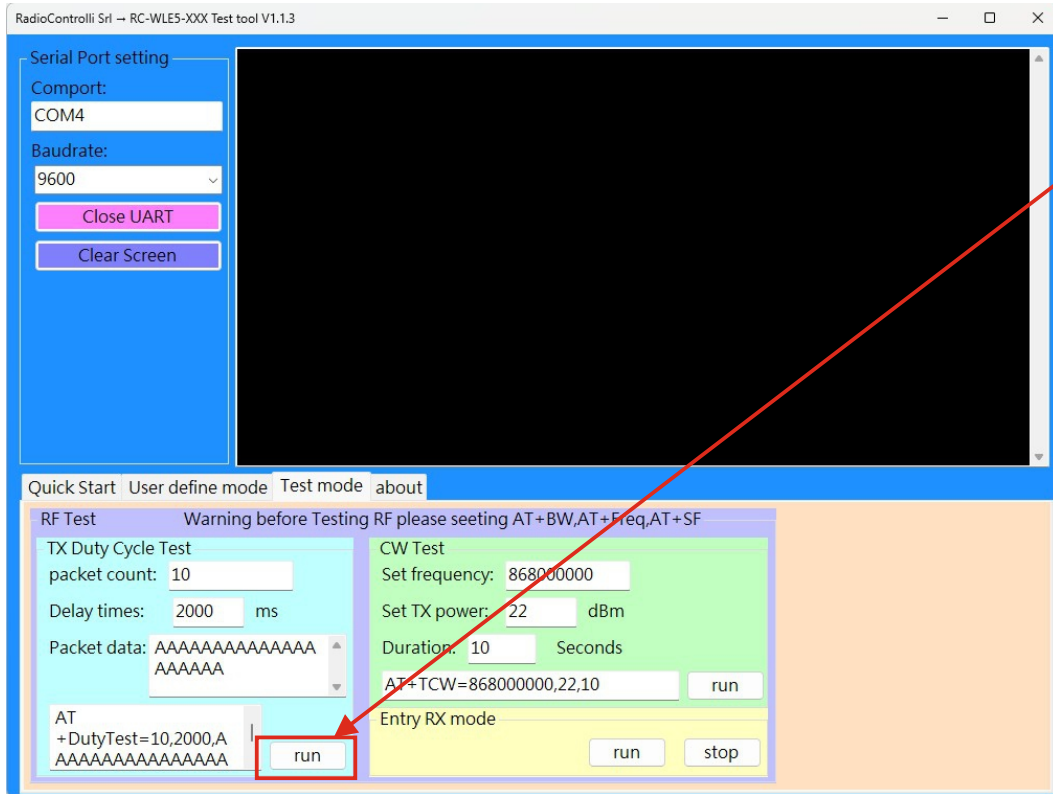 RadioControlli Srl → RC-WLE5-XXX Test tool V1.1.3
Serial Port setting
Comport:
COM4
Baudrate:
9600
Close UART
Clear Screen
Quick Start User define mode Test mode about
RF Test Warning before Testing RF please seeting AT+BW,AT+Freq,AT+SF
TX Duty Cycle Test
packet count: 10
Delay times: 2000 ms
Packet data: AAAAAAAAAAAAAA
AAAAAA
AT
+DutyTest=10,2000,A
AAAAAAAAAAAAAAA
run
CW Test
Set frequency: 868000000
Set TX power: 22 dBm
Duration: 10 Seconds
AT+TCW=868000000,22,10 run
Entry RX mode
run stop